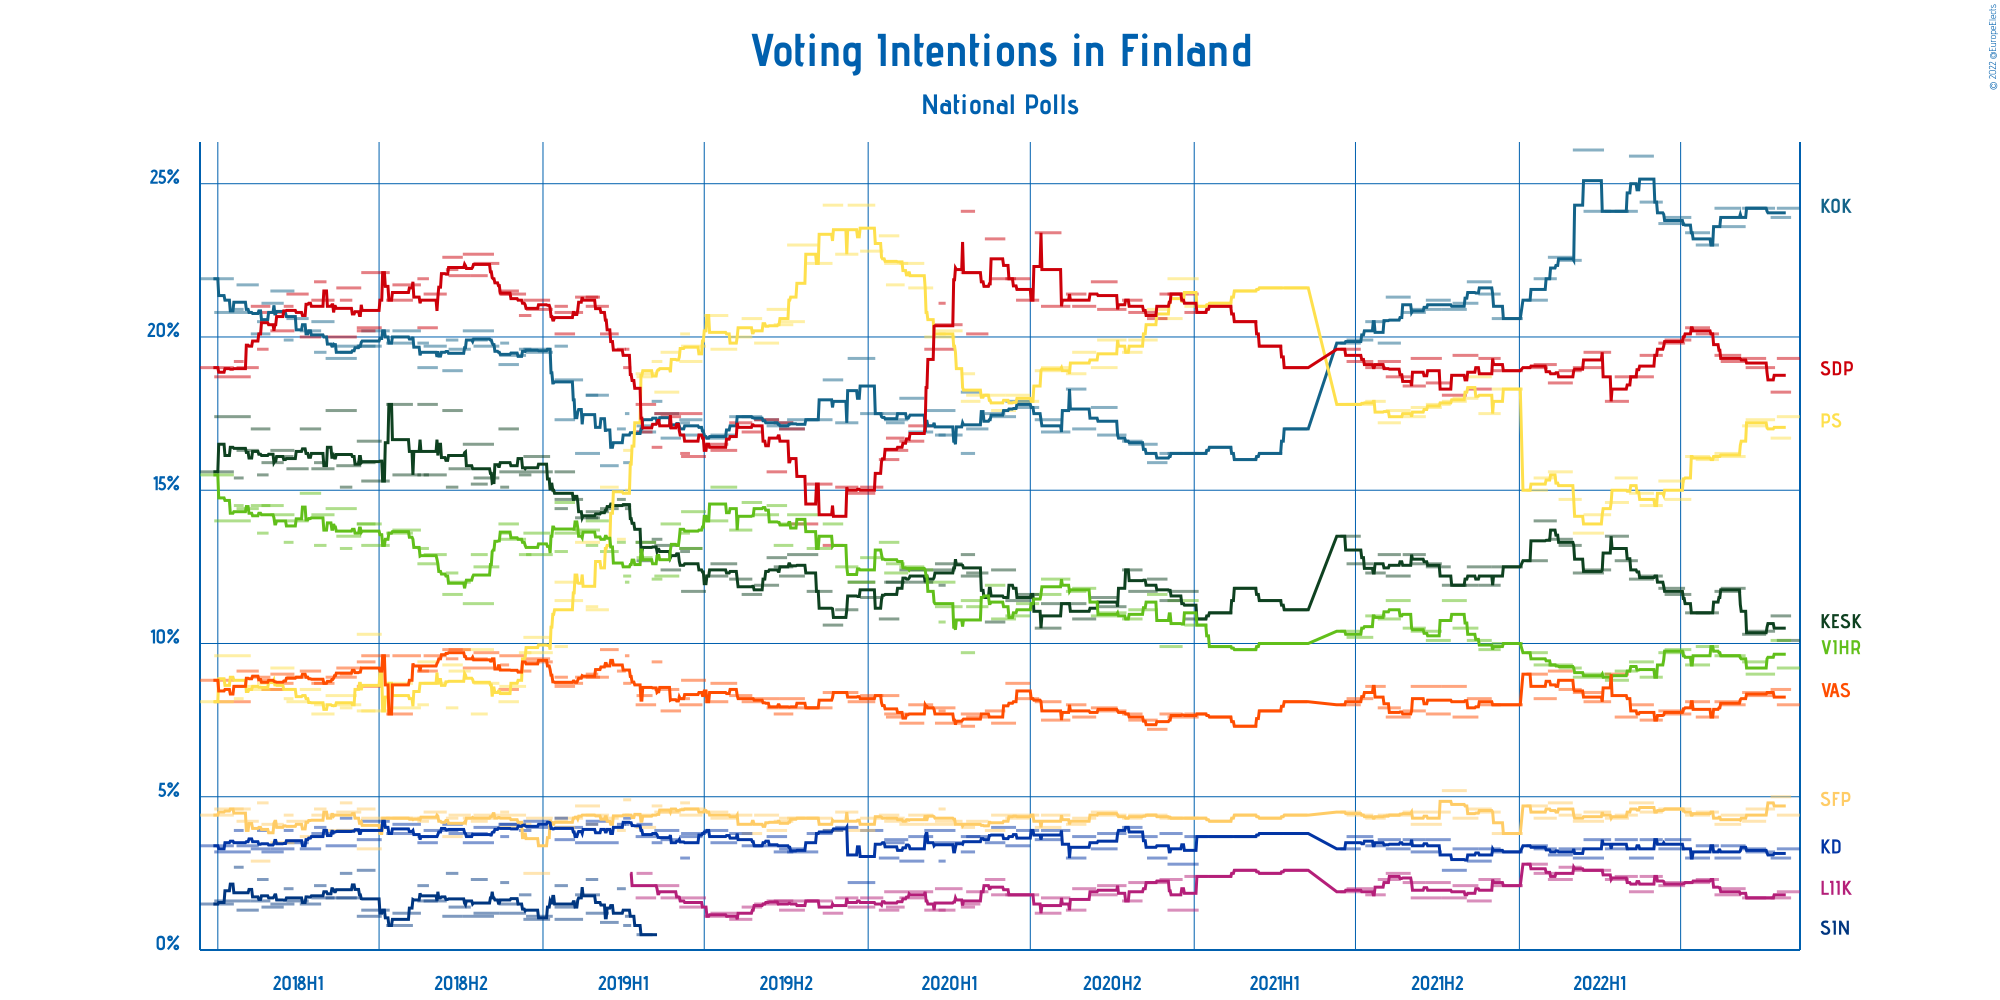 Voting Intentions in Finland
National Polls
© 2022 @EuropeElects
25%
20%
15%
10%
5%
0%
KOK
SDP
PS
KESK
VIHR
VAS
SFP
KD
LIIK
SIN
2018H1
2018H2
2019H1
2019H2
2020H1
2020H2
2021H1
2021H2
2022H1